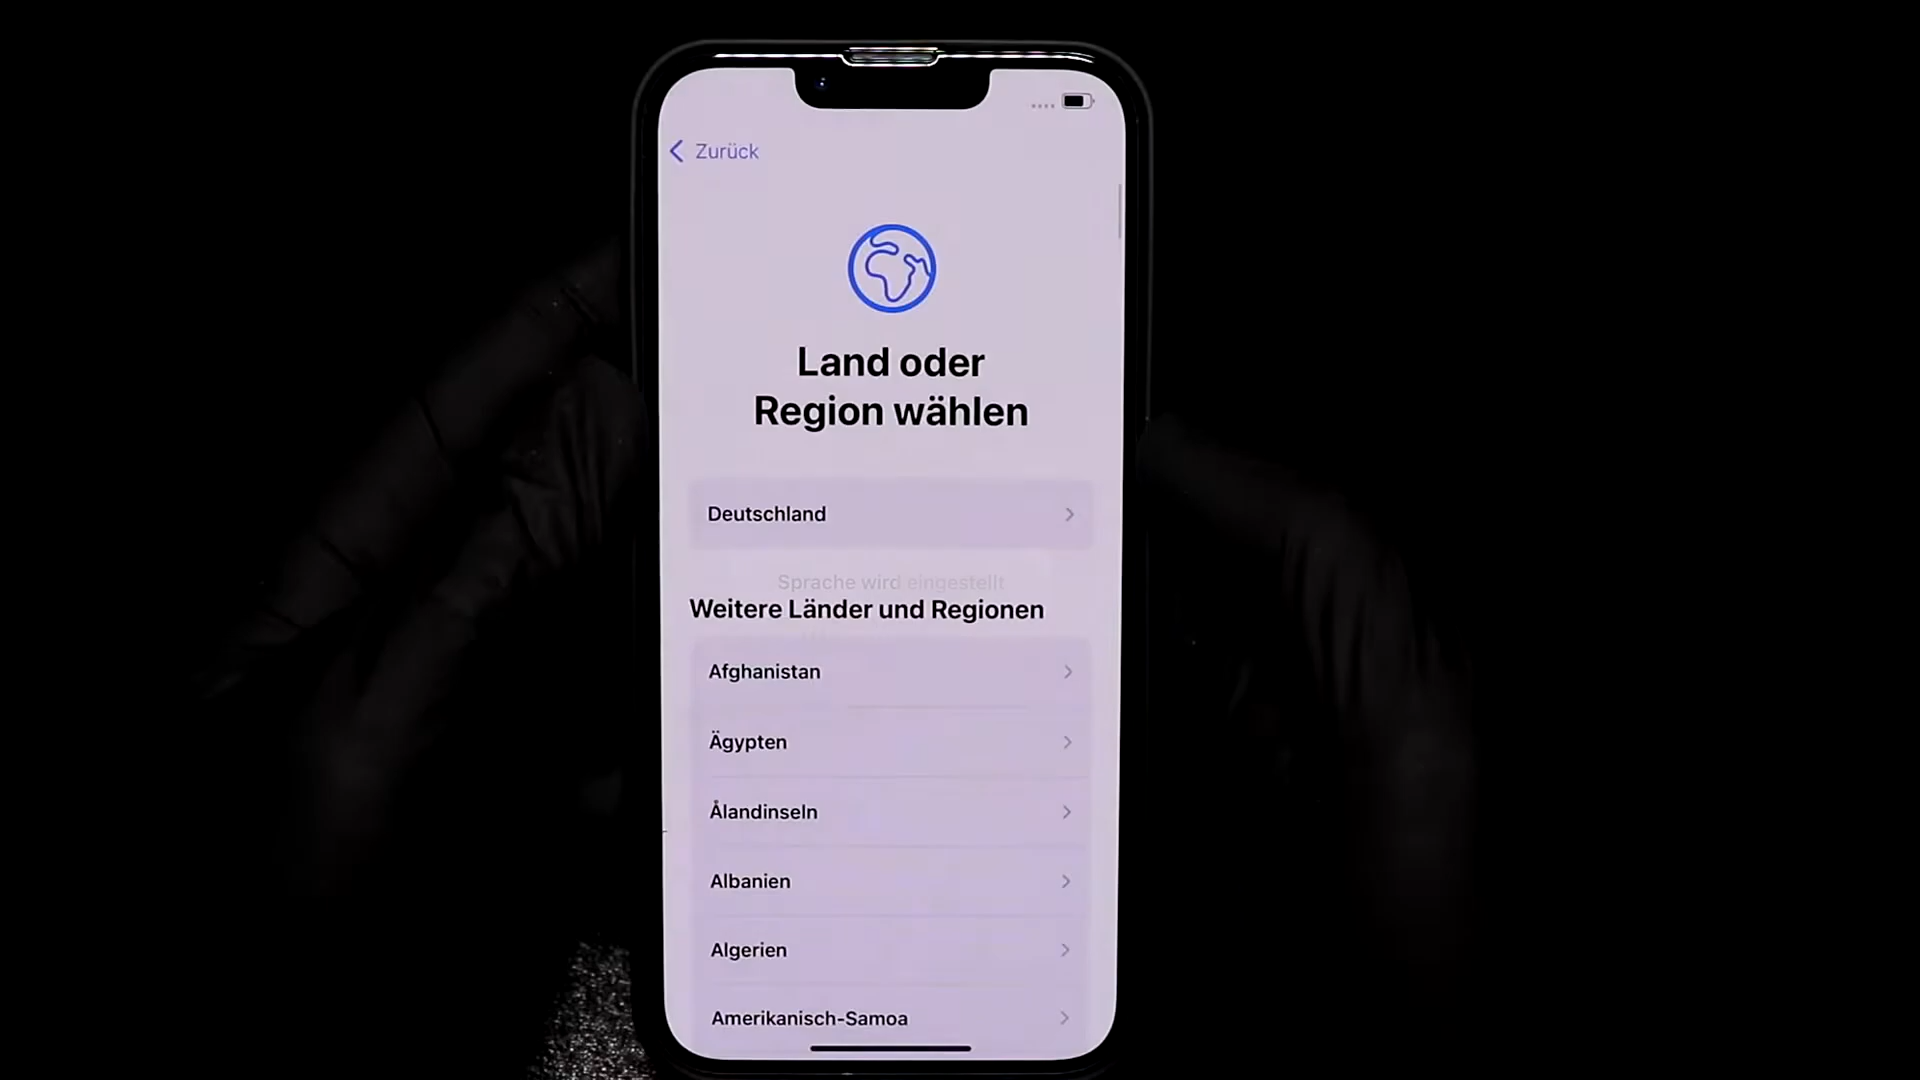 Zurück
Land oder
Region wählen
Deutschland
Sprache wird eingestellt
Weitere Länder und Regionen
Afghanistan
Ägypten
Ålandinseln
Albanien
Algerien
Amerikanisch-Samoa